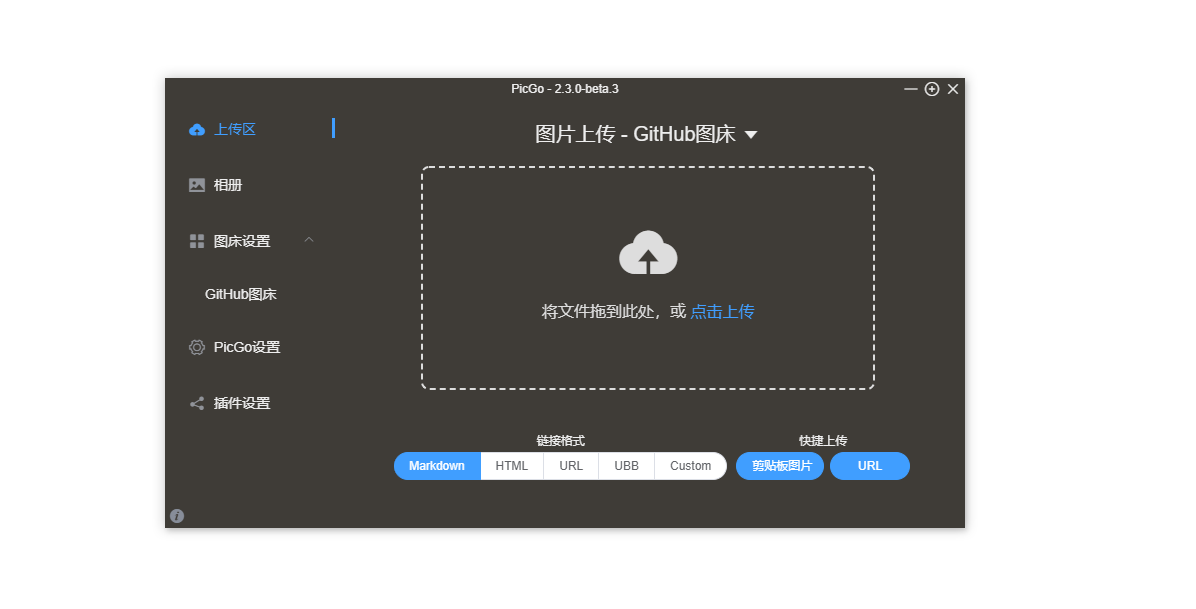 PicGo - 2.3.0-beta.3
上传区
相册
图床设置
GitHub图床
PicGo设置
插件设置
图片上传 - GitHub图床
将文件拖到此处，或 点击上传
链接格式
Markdown HTML URL UBB Custom
快捷上传
剪贴板图片 URL